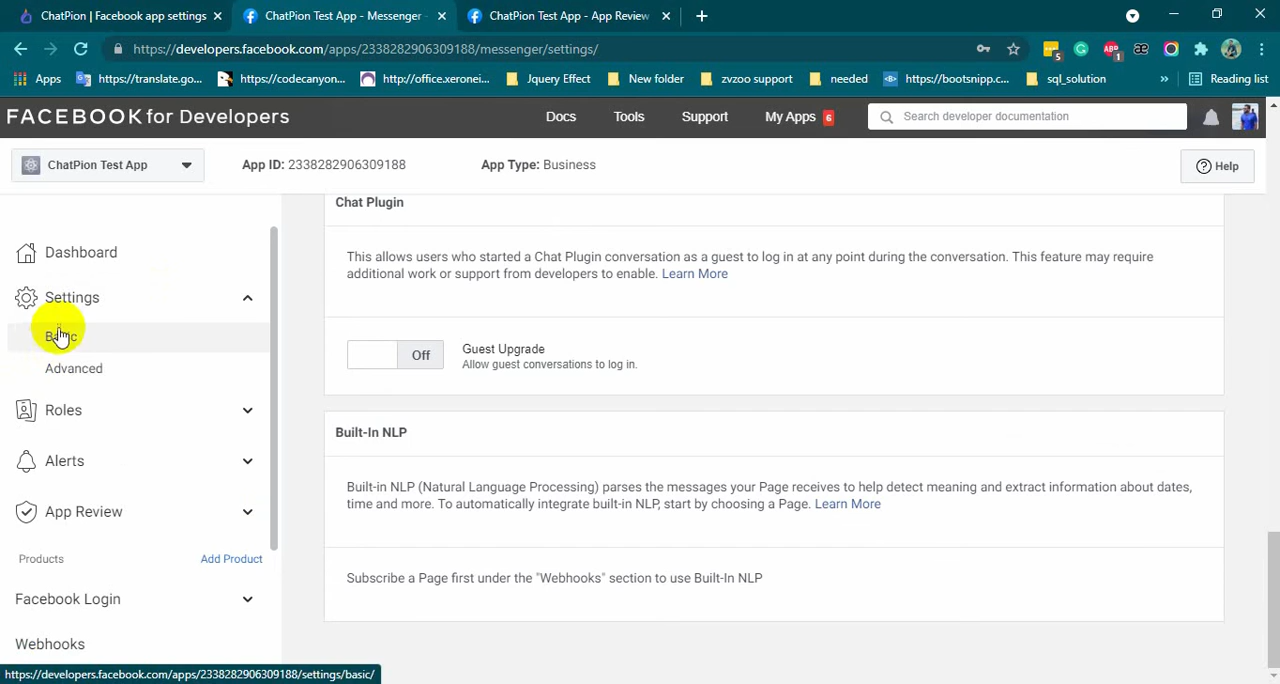 ChatPion | Facebook app settings
ChatPion Test App - Messenger -
ChatPion Test App - App Review
https://developers.facebook.com/apps/2338282906309188/messenger/settings/
5
ABP
1
æ
Apps
https://translate.go...
https://codecanyon...
http://office.xeronei...
Jquery Effect
New folder
zvzoo support
needed
https://bootsnipp.c...
sql_solution
»
Reading list
FACEBOOK for Developers
Docs
Tools
Support
My Apps
6
Search developer documentation
ChatPion Test App
App ID: 2338282906309188
App Type: Business
Help
Dashboard
Settings
Basic
Advanced
Roles
Alerts
App Review
Products
Add Product
Facebook Login
Webhooks
Chat Plugin
This allows users who started a Chat Plugin conversation as a guest to log in at any point during the conversation. This feature may require
additional work or support from developers to enable. Learn More
Off
Guest Upgrade
Allow guest conversations to log in.
Built-In NLP
Built-in NLP (Natural Language Processing) parses the messages your Page receives to help detect meaning and extract information about dates,
time and more. To automatically integrate built-in NLP, start by choosing a Page. Learn More
Subscribe a Page first under the "Webhooks" section to use Built-In NLP
https://developers.facebook.com/apps/2338282906309188/settings/basic/